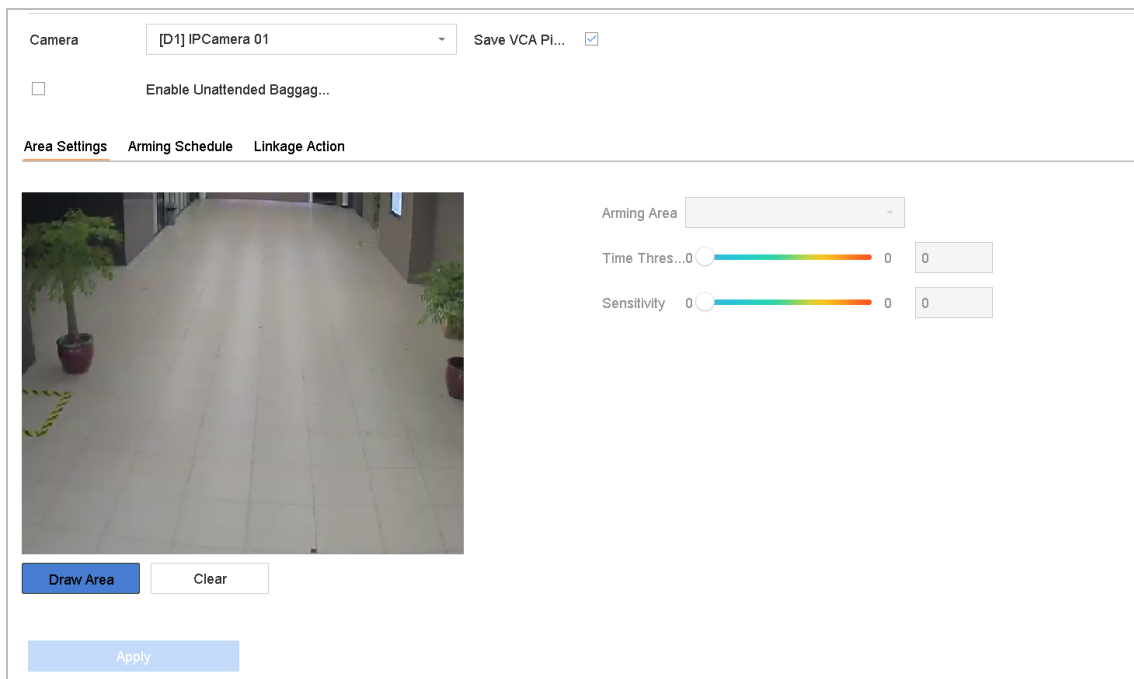 Camera [D1] IPCamera 01 Save VCA Pi...
Enable Unattended Baggag...
Area Settings Arming Schedule Linkage Action
Arming Area
Time Thres...0 0 0
Sensitivity 0 0 0
Draw Area Clear
Apply